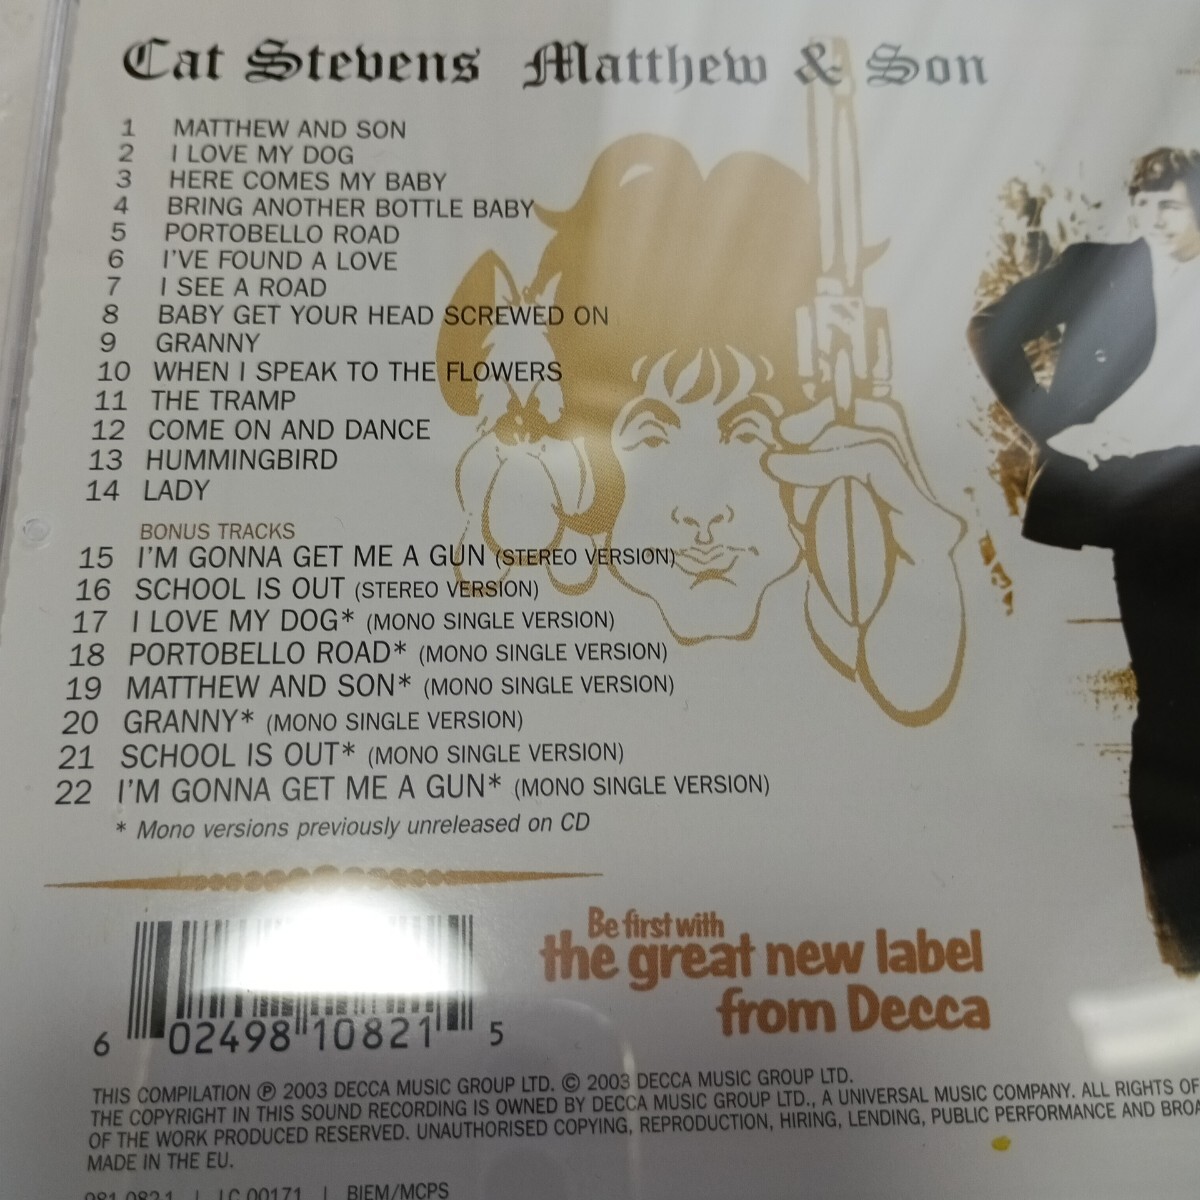 Cat Stevens Matthew & Son
1 MATTHEW AND SON
2 I LOVE MY DOG
3 HERE COMES MY BABY
4 BRING ANOTHER BOTTLE BABY
5 PORTOBELLO ROAD
6 I'VE FOUND A LOVE
7 I SEE A ROAD
8 BABY GET YOUR HEAD SCREWED ON
9 GRANNY
10 WHEN I SPEAK TO THE FLOWERS
11 THE TRAMP
12 COME ON AND DANCE
13 HUMMINGBIRD
14 LADY
BONUS TRACKS
15 I'M GONNA GET ME A GUN (STEREO VERSION)
16 SCHOOL IS OUT (STEREO VERSION)
17 I LOVE MY DOG* (MONO SINGLE VERSION)
18 PORTOBELLO ROAD* (MONO SINGLE VERSION)
19 MATTHEW AND SON* (MONO SINGLE VERSION)
20 GRANNY* (MONO SINGLE VERSION)
21 SCHOOL IS OUT* (MONO SINGLE VERSION)
22 I'M GONNA GET ME A GUN* (MONO SINGLE VERSION)
* Mono versions previously unreleased on CD
Be first with
the great new label
from Decca
6 02498 10821 5
THIS COMPILATION ℗ 2003 DECCA MUSIC GROUP LTD. © 2003 DECCA MUSIC GROUP LTD.
THE COPYRIGHT IN THIS SOUND RECORDING IS OWNED BY DECCA MUSIC GROUP LTD., A UNIVERSAL MUSIC COMPANY. ALL RIGHTS OF
OF THE WORK PRODUCED RESERVED. UNAUTHORISED COPYING, REPRODUCTION, HIRING, LENDING, PUBLIC PERFORMANCE AND BROA
MADE IN THE EU.
981 082 1 | LC 00171 | BIEM/MCPS